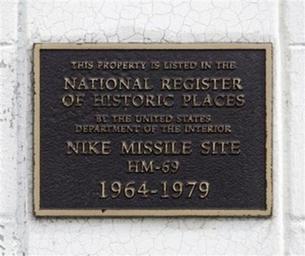 THIS PROPERTY IS LISTED IN THE
NATIONAL REGISTER
OF HISTORIC PLACES
BY THE UNITED STATES
DEPARTMENT OF THE INTERIOR
NIKE MISSILE SITE
HM-69
1964-1979